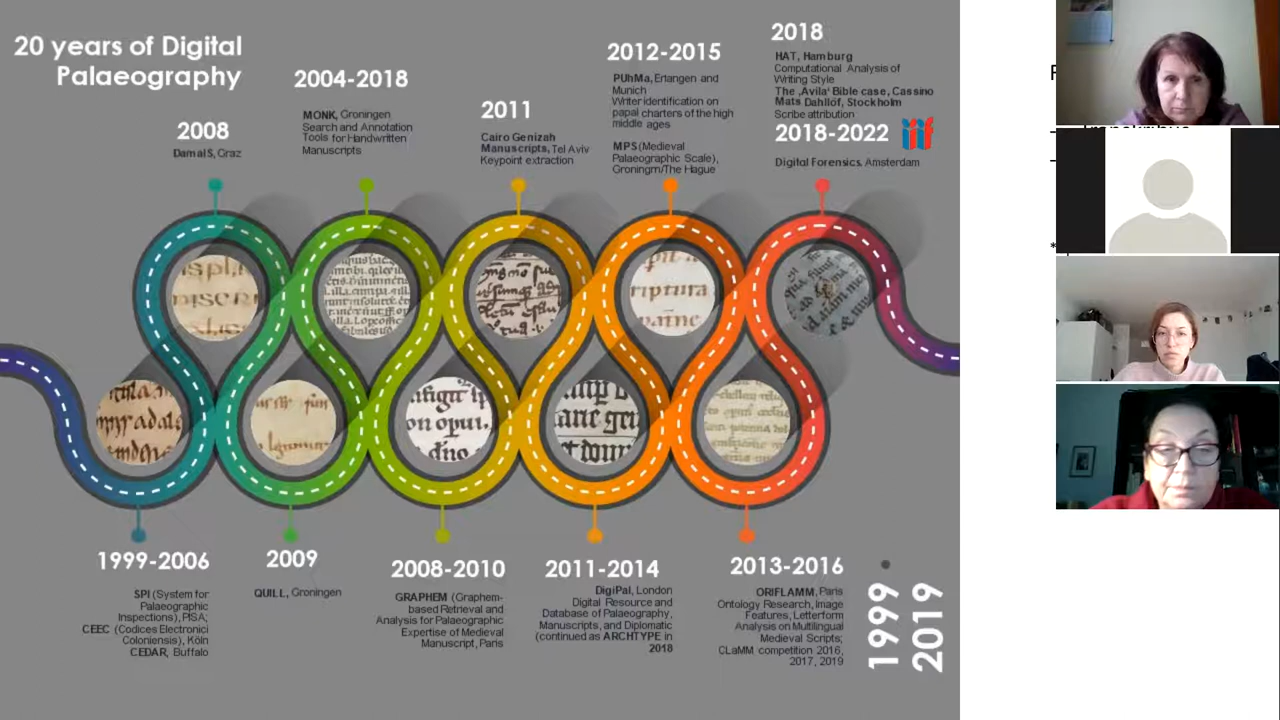 20 years of Digital
Palaeography
2008
DamalS, Graz
2004-2018
MONK, Groningen
Search and Annotation
Tools for Handwritten
Manuscripts
2011
Cairo Genizah
Manuscripts, Tel Aviv
Keypoint extraction
2012-2015
PUhMa, Erlangen and
Munich
Writer identification on
papal charters of the high
middle ages
MPS (Medieval
Palaeographic Scale),
Groningrn/The Hague
2018
HAT, Hamburg
Computational Analysis of
Writing Style
The ‚Avila‘ Bible case, Cassino
Mats Dahllöf, Stockholm
Scribe attribution
2018-2022
Digital Forensics, Amsterdam
riptura
1999-2006
SPI (System for
Palaeographic
Inspections), PISA;
CEEC (Codices Electronici
Coloniensis), Köln
CEDAR, Buffalo
2009
QUILL, Groningen
2008-2010
GRAPHEM (Graphem-
based Retrieval and
Analysis for Palaeographic
Expertise of Medieval
Manuscript, Paris
2011-2014
DigiPal, London
Digital Resource and
Database of Palaeography,
Manuscripts, and Diplomatic
(continued as ARCHTYPE in
2018
2013-2016
ORIFLAMM, Paris
Ontology Research, Image
Features, Letterform
Analysis on Multilingual
Medieval Scripts;
CLaMM competition 2016,
2017, 2019
1999
2019